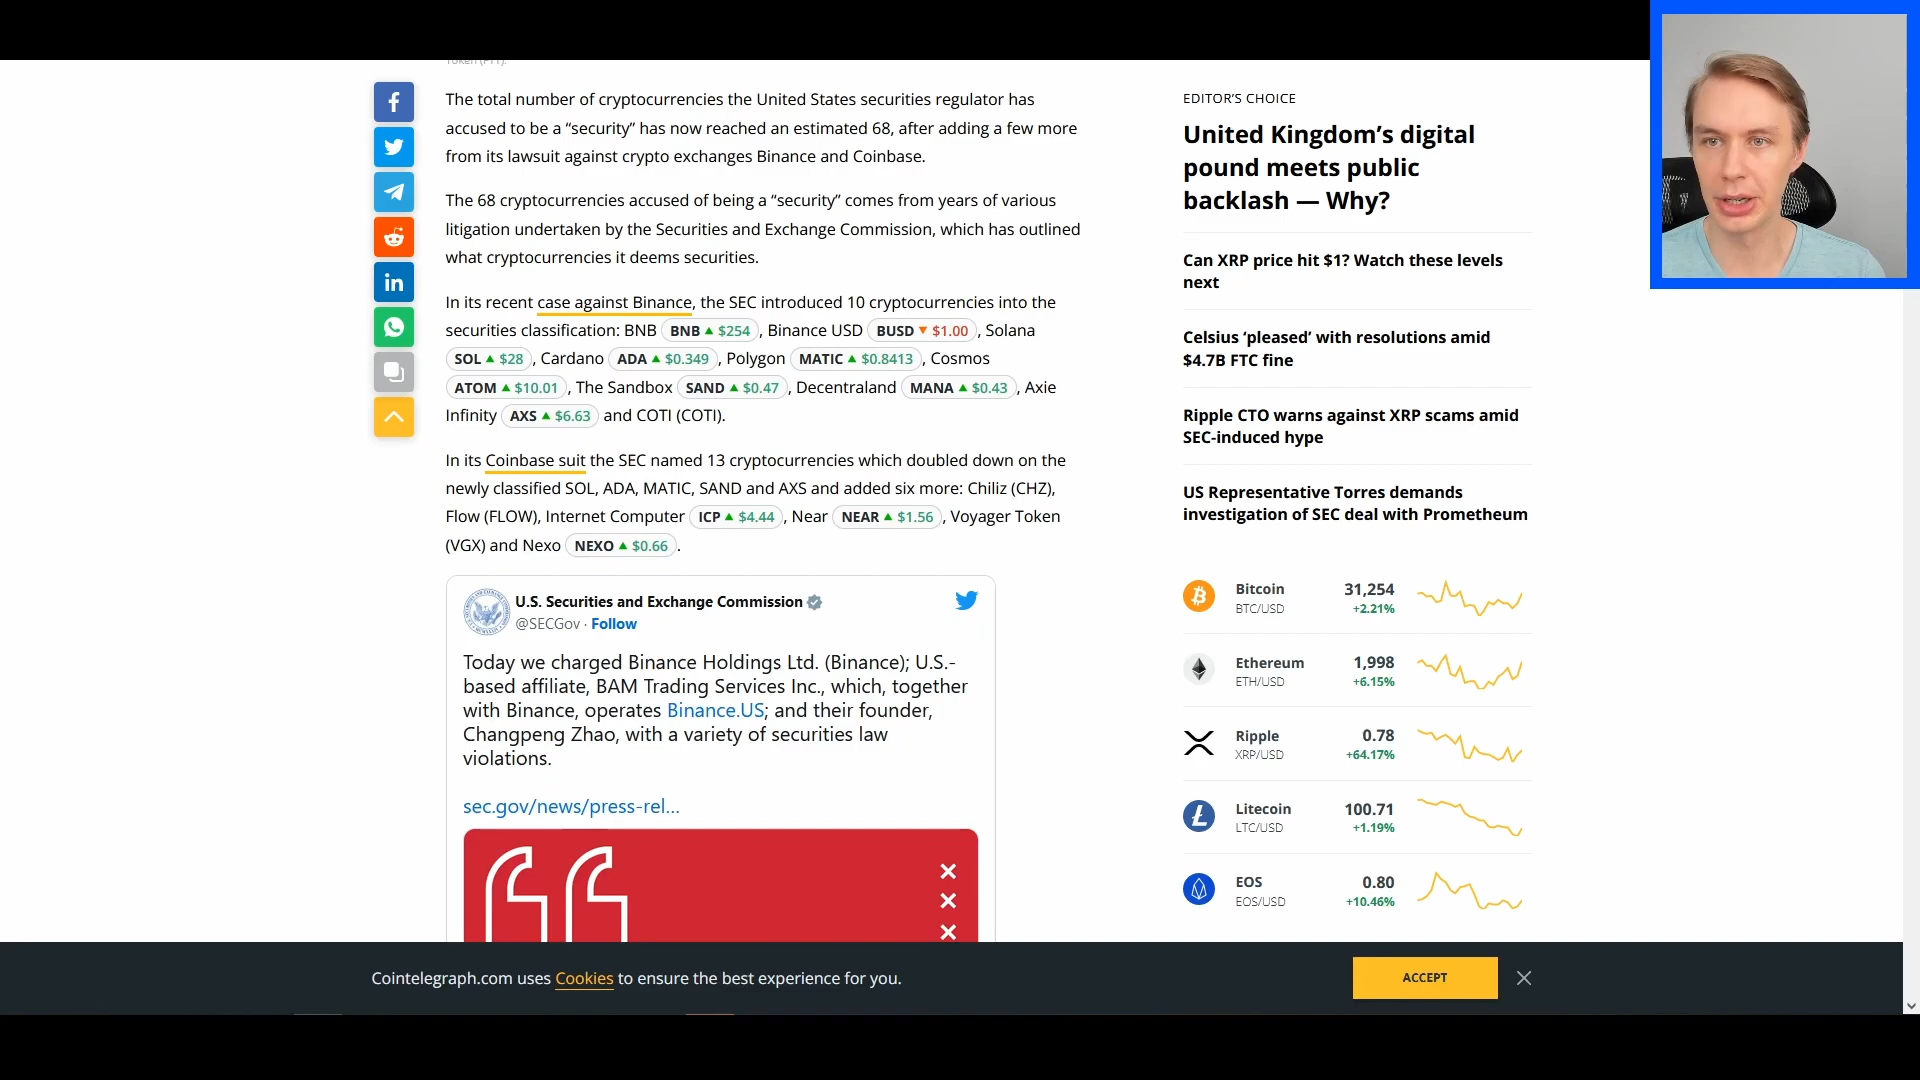 Token (FTT).
The total number of cryptocurrencies the United States securities regulator has
accused to be a “security” has now reached an estimated 68, after adding a few more
from its lawsuit against crypto exchanges Binance and Coinbase.
The 68 cryptocurrencies accused of being a “security” comes from years of various
litigation undertaken by the Securities and Exchange Commission, which has outlined
what cryptocurrencies it deems securities.
In its recent case against Binance, the SEC introduced 10 cryptocurrencies into the
securities classification: BNB BNB ▲ $254 , Binance USD BUSD ▼ $1.00 , Solana
SOL ▲ $28 , Cardano ADA ▲ $0.349 , Polygon MATIC ▲ $0.8413 , Cosmos
ATOM ▲ $10.01 , The Sandbox SAND ▲ $0.47 , Decentraland MANA ▲ $0.43 , Axie
Infinity AXS ▲ $6.63 and COTI (COTI).
In its Coinbase suit the SEC named 13 cryptocurrencies which doubled down on the
newly classified SOL, ADA, MATIC, SAND and AXS and added six more: Chiliz (CHZ),
Flow (FLOW), Internet Computer ICP ▲ $4.44 , Near NEAR ▲ $1.56 , Voyager Token
(VGX) and Nexo NEXO ▲ $0.66 .
U.S. Securities and Exchange Commission
@SECGov · Follow
Today we charged Binance Holdings Ltd. (Binance); U.S.-
based affiliate, BAM Trading Services Inc., which, together
with Binance, operates Binance.US; and their founder,
Changpeng Zhao, with a variety of securities law
violations.
sec.gov/news/press-rel...
EDITOR’S CHOICE
United Kingdom’s digital
pound meets public
backlash — Why?
Can XRP price hit $1? Watch these levels
next
Celsius ‘pleased’ with resolutions amid
$4.7B FTC fine
Ripple CTO warns against XRP scams amid
SEC-induced hype
US Representative Torres demands
investigation of SEC deal with Prometheum
Bitcoin 31,254
BTC/USD +2.21%
Ethereum 1,998
ETH/USD +6.15%
Ripple 0.78
XRP/USD +64.17%
Litecoin 100.71
LTC/USD +1.19%
EOS 0.80
EOS/USD +10.46%
Cointelegraph.com uses Cookies to ensure the best experience for you.
ACCEPT